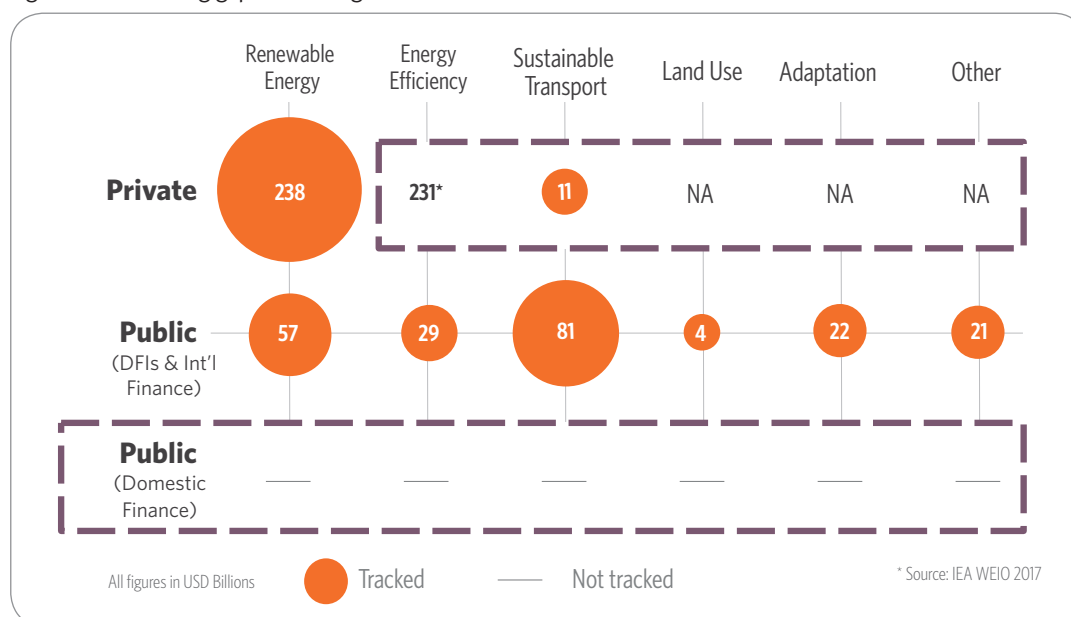 Renewable Energy
Energy Efficiency
Sustainable Transport
Land Use
Adaptation
Other
Private
238
231*
11
NA
NA
NA
Public
(DFIs & Int'l
Finance)
57
29
81
4
22
21
Public
(Domestic
Finance)
All figures in USD Billions
Tracked
Not tracked
* Source: IEA WEIO 2017